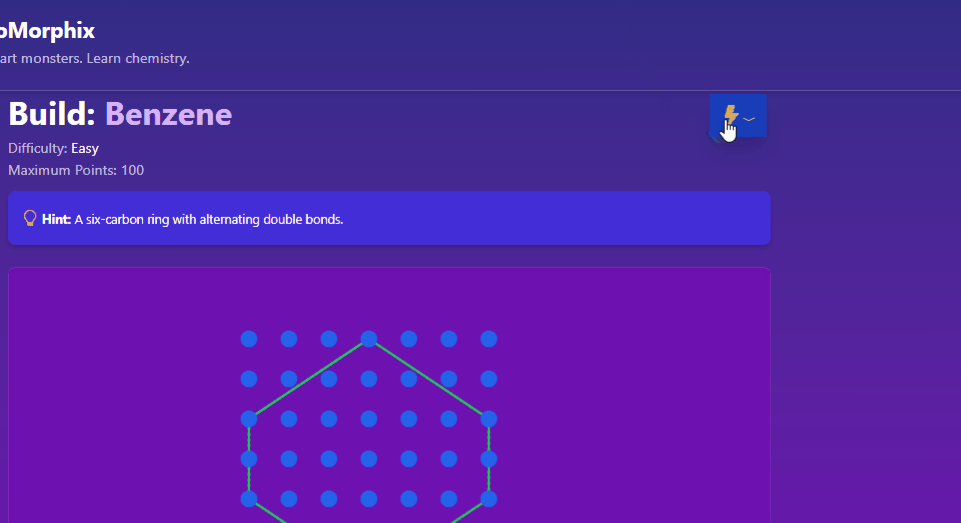 oMorphix
art monsters. Learn chemistry.
Build: Benzene
Difficulty: Easy
Maximum Points: 100
Hint: A six-carbon ring with alternating double bonds.